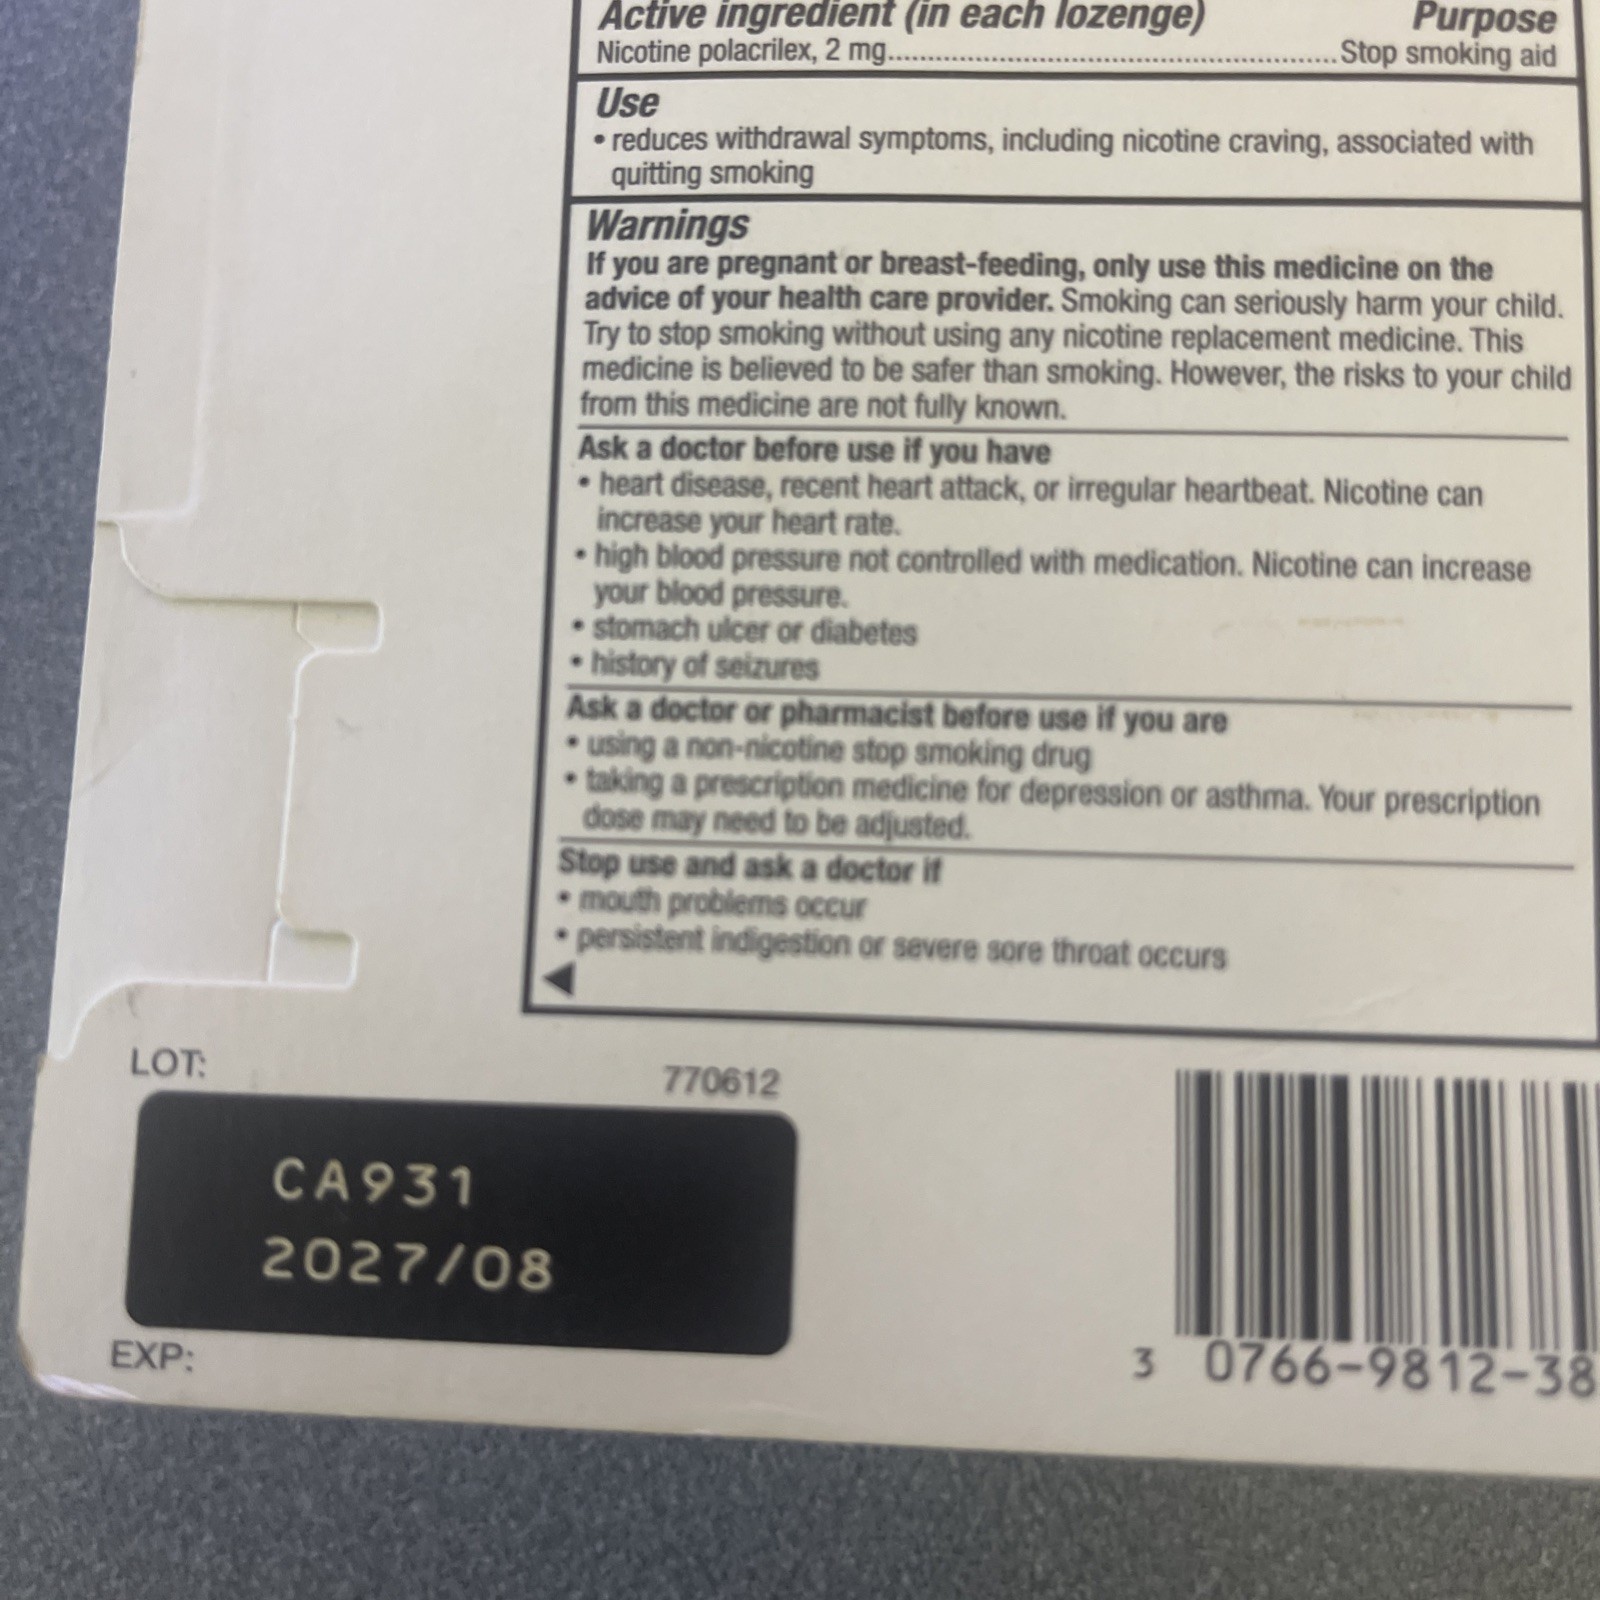 Active ingredient (in each lozenge) Purpose
Nicotine polacrilex, 2 mg.......................................................Stop smoking aid
Use
• reduces withdrawal symptoms, including nicotine craving, associated with
quitting smoking
Warnings
If you are pregnant or breast-feeding, only use this medicine on the
advice of your health care provider. Smoking can seriously harm your child.
Try to stop smoking without using any nicotine replacement medicine. This
medicine is believed to be safer than smoking. However, the risks to your child
from this medicine are not fully known.
Ask a doctor before use if you have
• heart disease, recent heart attack, or irregular heartbeat. Nicotine can
increase your heart rate.
• high blood pressure not controlled with medication. Nicotine can increase
your blood pressure.
• stomach ulcer or diabetes
• history of seizures
Ask a doctor or pharmacist before use if you are
• using a non-nicotine stop smoking drug
• taking a prescription medicine for depression or asthma. Your prescription
dose may need to be adjusted.
Stop use and ask a doctor if
• mouth problems occur
• persistent indigestion or severe sore throat occurs
LOT: 770612
CA931
2027/08
EXP:
3 0766-9812-38